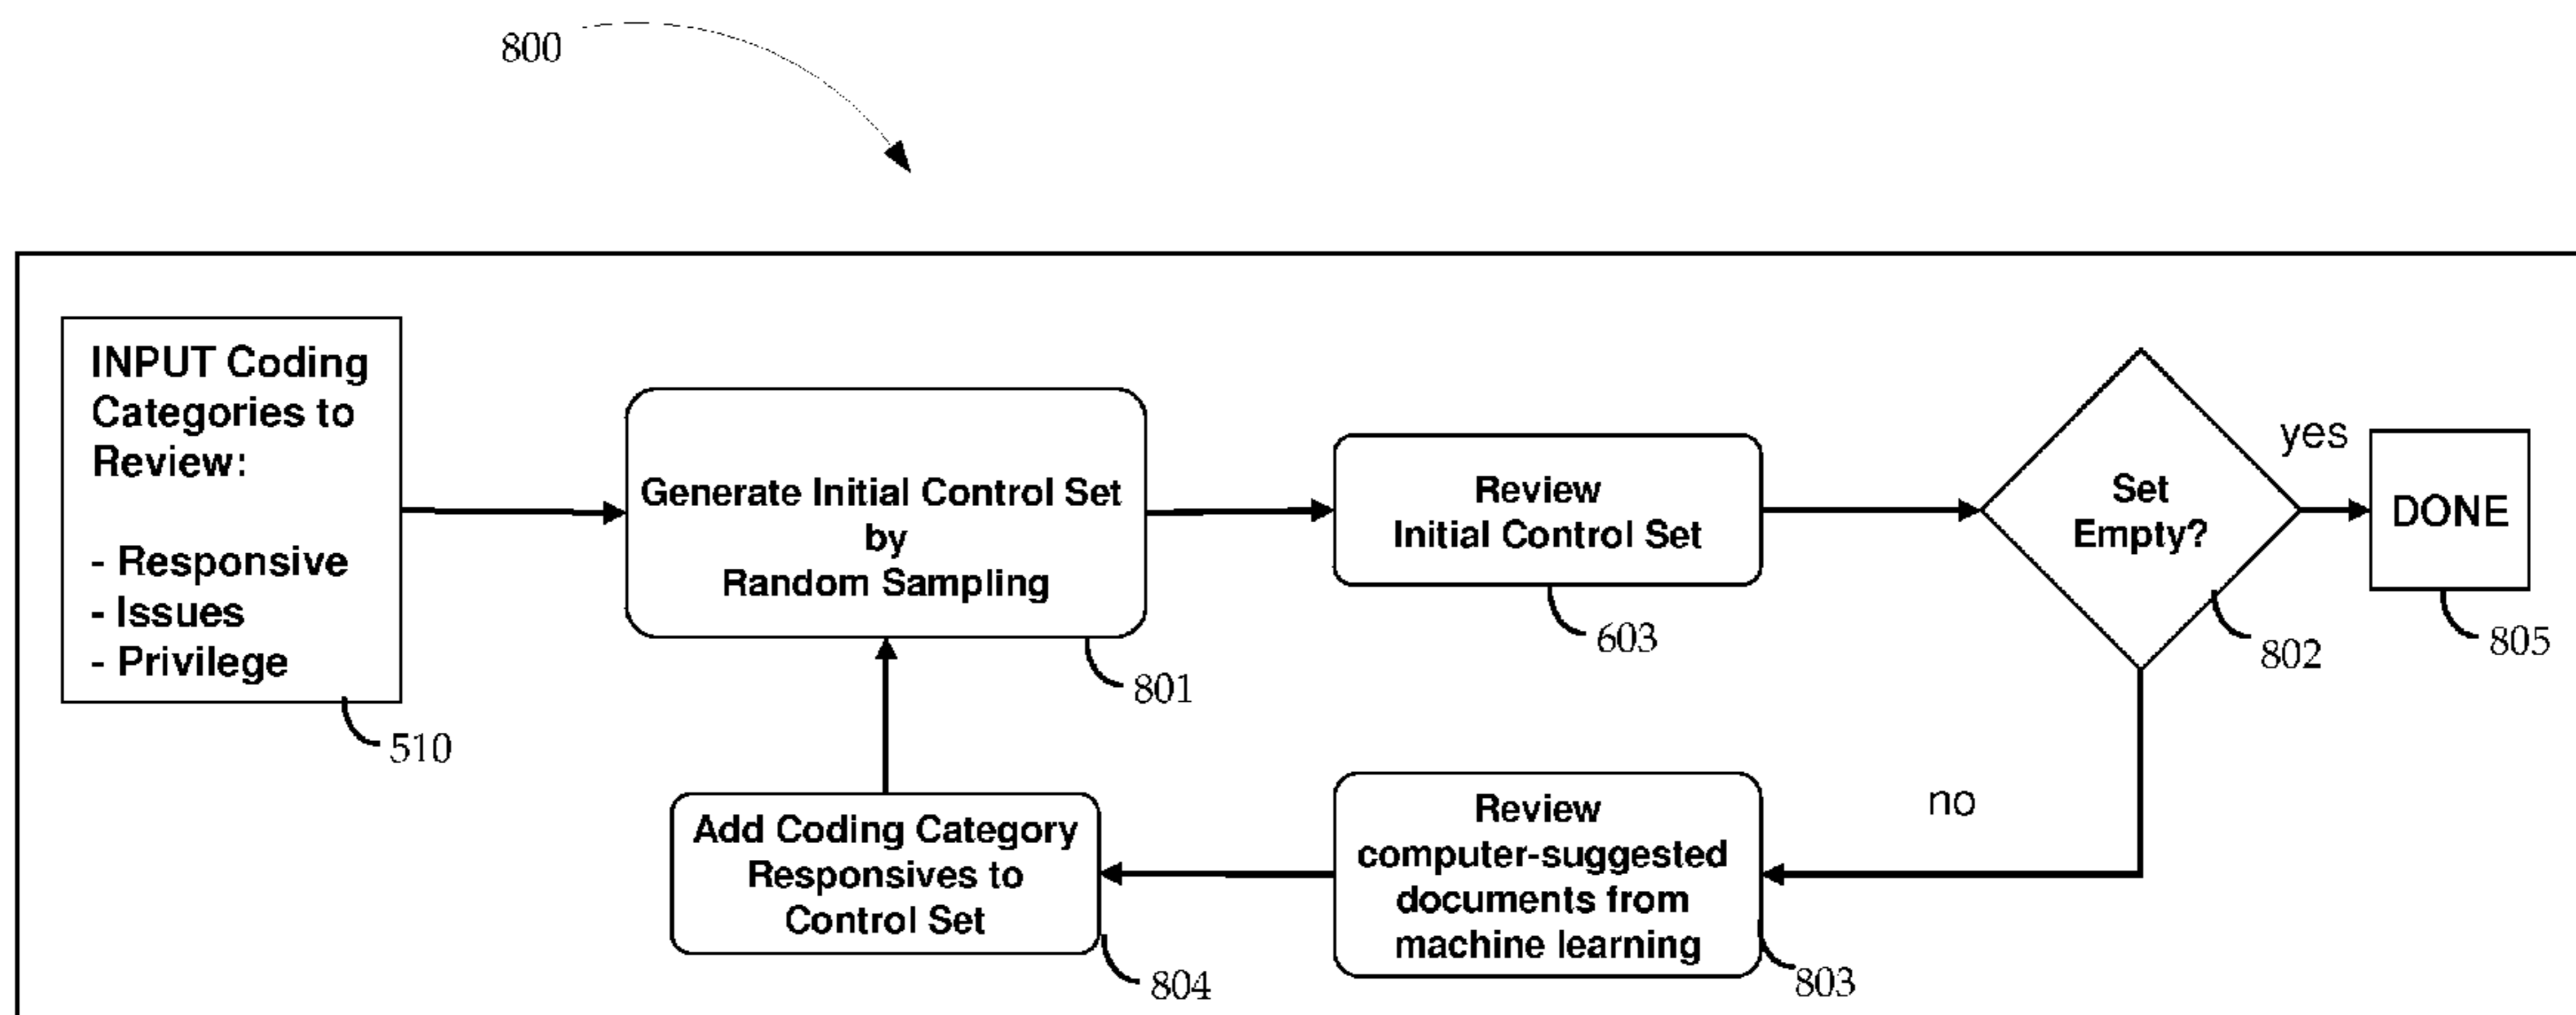 800
INPUT Coding
Categories to
Review:
- Responsive
- Issues
- Privilege
510
Generate Initial Control Set
by
Random Sampling
801
Review
Initial Control Set
603
Set
Empty?
802
yes
DONE
805
no
Review
computer-suggested
documents from
machine learning
803
Add Coding Category
Responsives to
Control Set
804